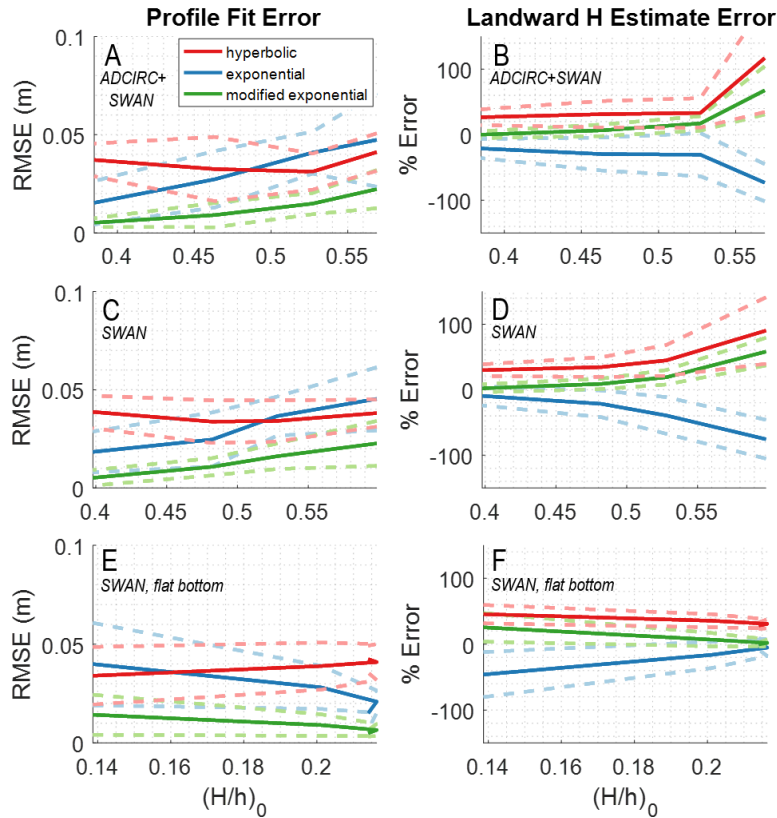 Profile Fit Error
Landward H Estimate Error
A
ADCIRC+
SWAN
hyperbolic
exponential
modified exponential
RMSE (m)
0.1
0.05
0
0.4 0.45 0.5 0.55
B
ADCIRC+SWAN
% Error
100
0
-100
0.4 0.45 0.5 0.55
C
SWAN
RMSE (m)
0.1
0.05
0
0.4 0.45 0.5 0.55
D
SWAN
% Error
100
0
-100
0.4 0.45 0.5 0.55
E
SWAN, flat bottom
RMSE (m)
0.1
0.05
0
0.14 0.16 0.18 0.2
(H/h)0
F
SWAN, flat bottom
% Error
100
0
-100
0.14 0.16 0.18 0.2
(H/h)0